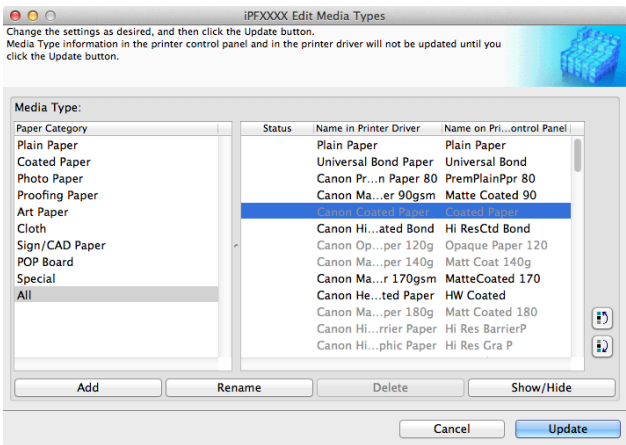 iPFXXXX Edit Media Types
Change the settings as desired, and then click the Update button.
Media Type information in the printer control panel and in the printer driver will not be updated until you
click the Update button.
Media Type:
Paper Category
Plain Paper
Coated Paper
Photo Paper
Proofing Paper
Art Paper
Cloth
Sign/CAD Paper
POP Board
Special
All
Status Name in Printer Driver Name on Pri...ontrol Panel
Plain Paper Plain Paper
Universal Bond Paper Universal Bond
Canon Pr...n Paper 80 PremPlainPpr 80
Canon Ma...er 90gsm Matte Coated 90
Canon Coated Paper Coated Paper
Canon Hi...ated Bond Hi ResCtd Bond
Canon Op...per 120g Opaque Paper 120
Canon Ma...per 140g Matt Coat 140g
Canon Ma...r 170gsm MatteCoated 170
Canon He...ted Paper HW Coated
Canon Ma...per 180g Matt Coated 180
Canon Hi...rrier Paper Hi Res BarrierP
Canon Hi...phic Paper Hi Res Gra P
Add Rename Delete Show/Hide
Cancel Update